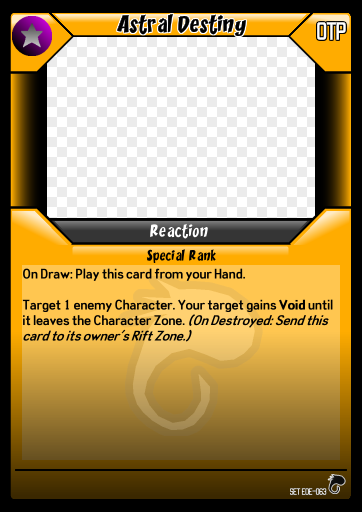 Astral Destiny
OTP
Reaction
Special Rank
On Draw: Play this card from your Hand.
Target 1 enemy Character. Your target gains Void until
it leaves the Character Zone. (On Destroyed: Send this
card to its owner's Rift Zone.)
SET EDE-063